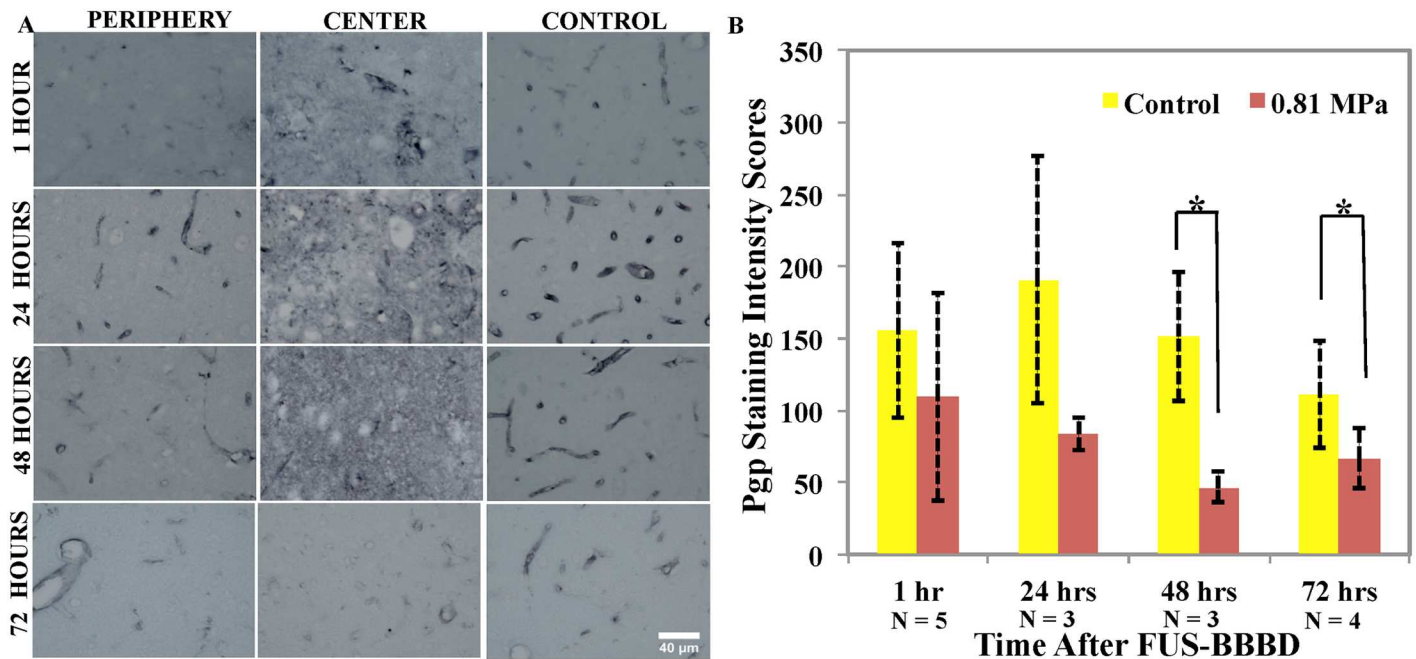 A
PERIPHERY
CENTER
CONTROL
1 HOUR
24 HOURS
48 HOURS
72 HOURS
40 µm
B
350
300
250
200
150
100
50
0
Pgp Staining Intensity Scores
Control
0.81 MPa
*
*
1 hr
24 hrs
48 hrs
72 hrs
N = 5
N = 3
N = 3
N = 4
Time After FUS-BBBD